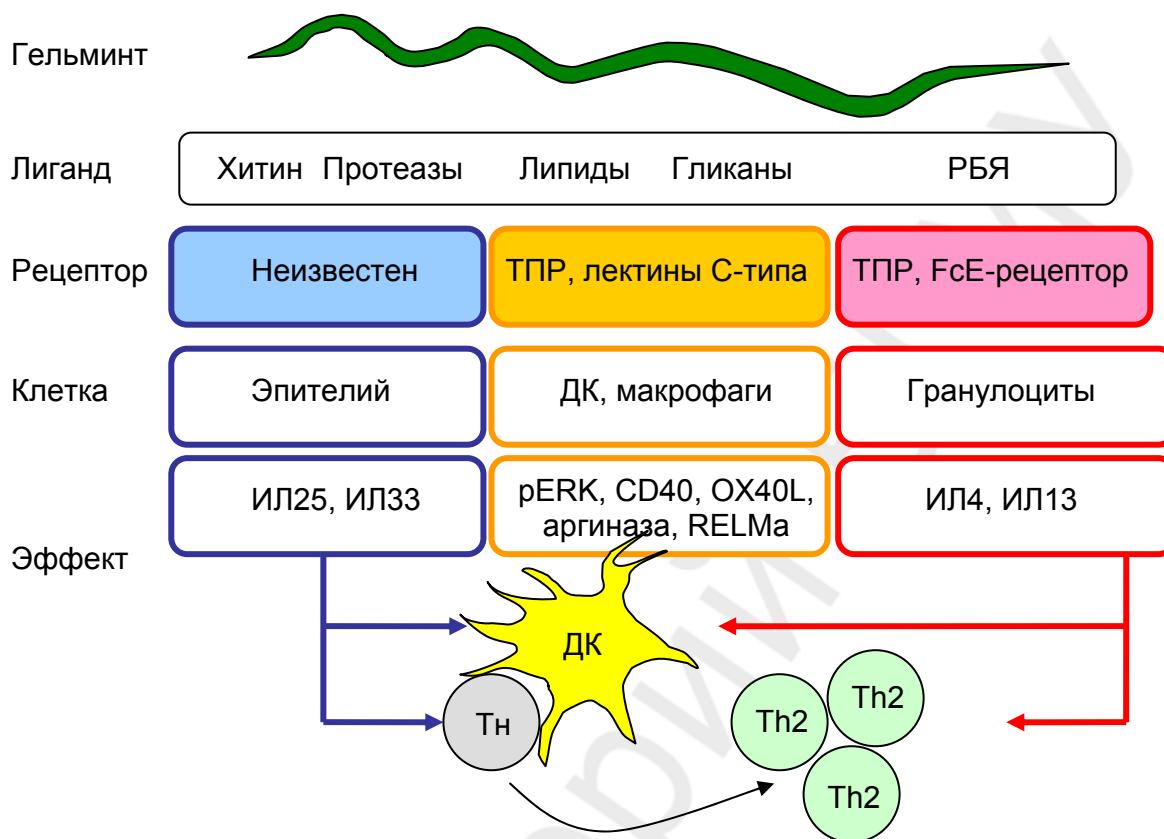 Гельминт
Лиганд
Хитин Протеазы Липиды Гликаны РБЯ
Рецептор
Неизвестен
ТПР, лектины С-типа
ТПР, FcE-рецептор
Клетка
Эпителий
ДК, макрофаги
Гранулоциты
Эффект
ИЛ25, ИЛ33
pERK, CD40, OX40L,
аргиназа, RELMa
ИЛ4, ИЛ13
ДК
Тн
Th2
Th2
Th2